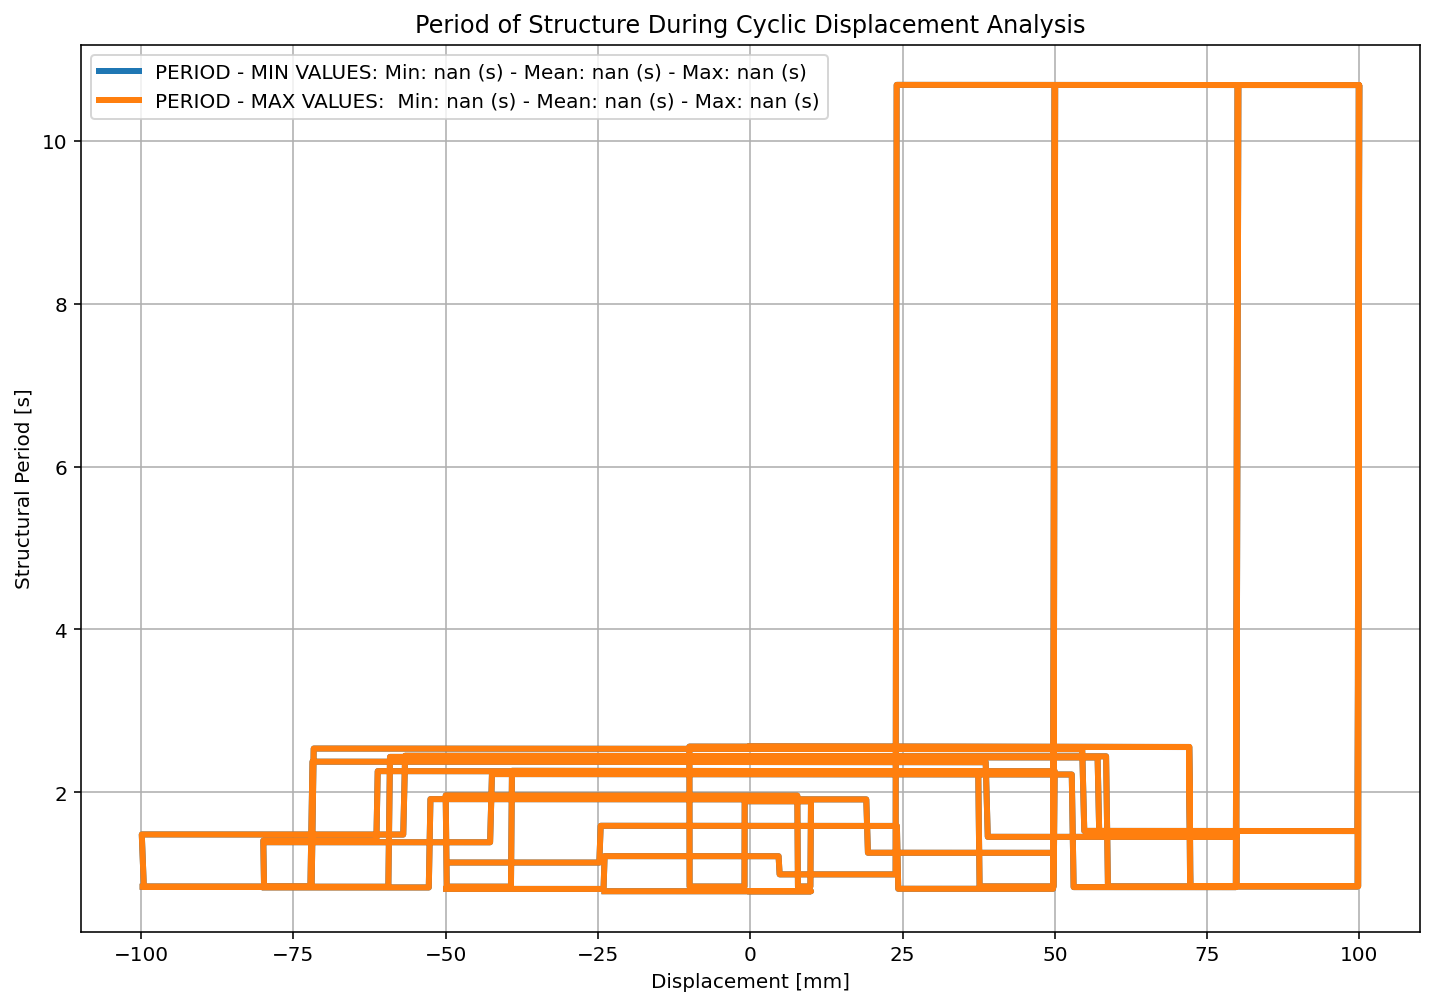 Period of Structure During Cyclic Displacement Analysis
PERIOD - MIN VALUES: Min: nan (s) - Mean: nan (s) - Max: nan (s)
PERIOD - MAX VALUES:  Min: nan (s) - Mean: nan (s) - Max: nan (s)
Structural Period [s]
10
8
6
4
2
−100
−75
−50
−25
0
25
50
75
100
Displacement [mm]